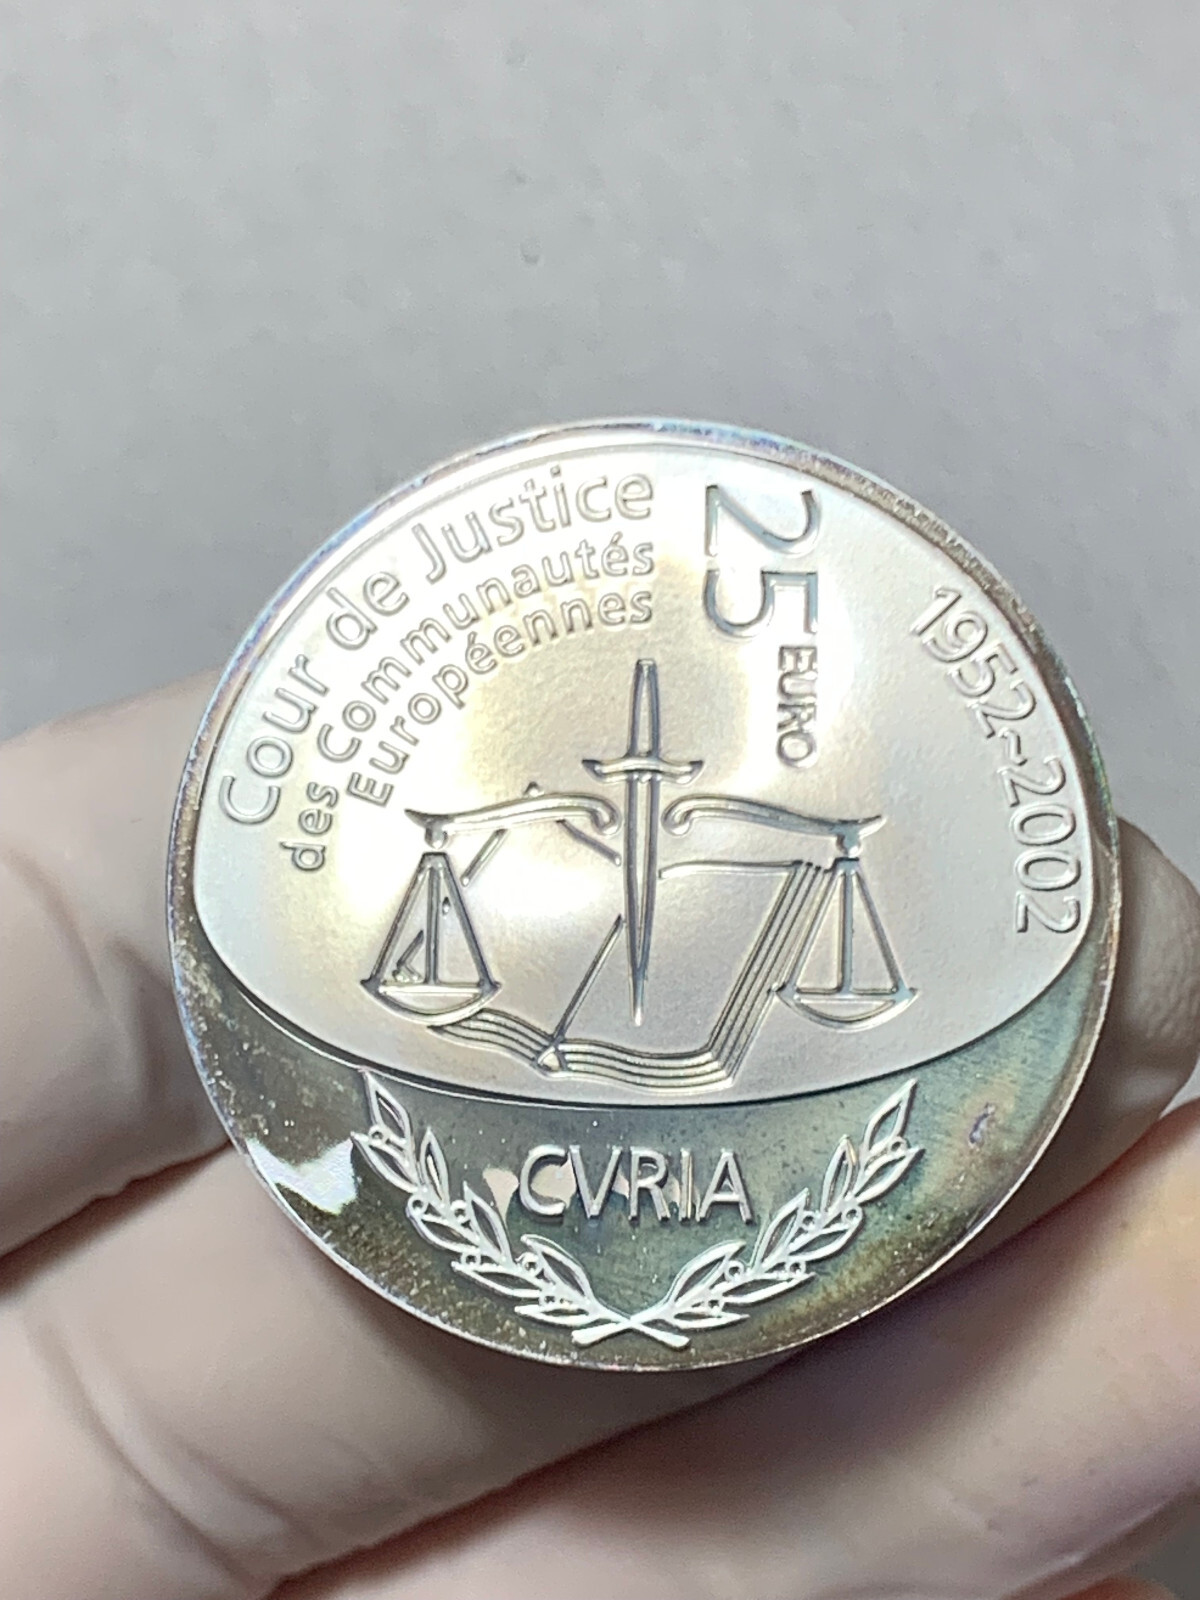 Cour de Justice
des Communautés
Européennes
25
EURO
1952~2002
CVRIA